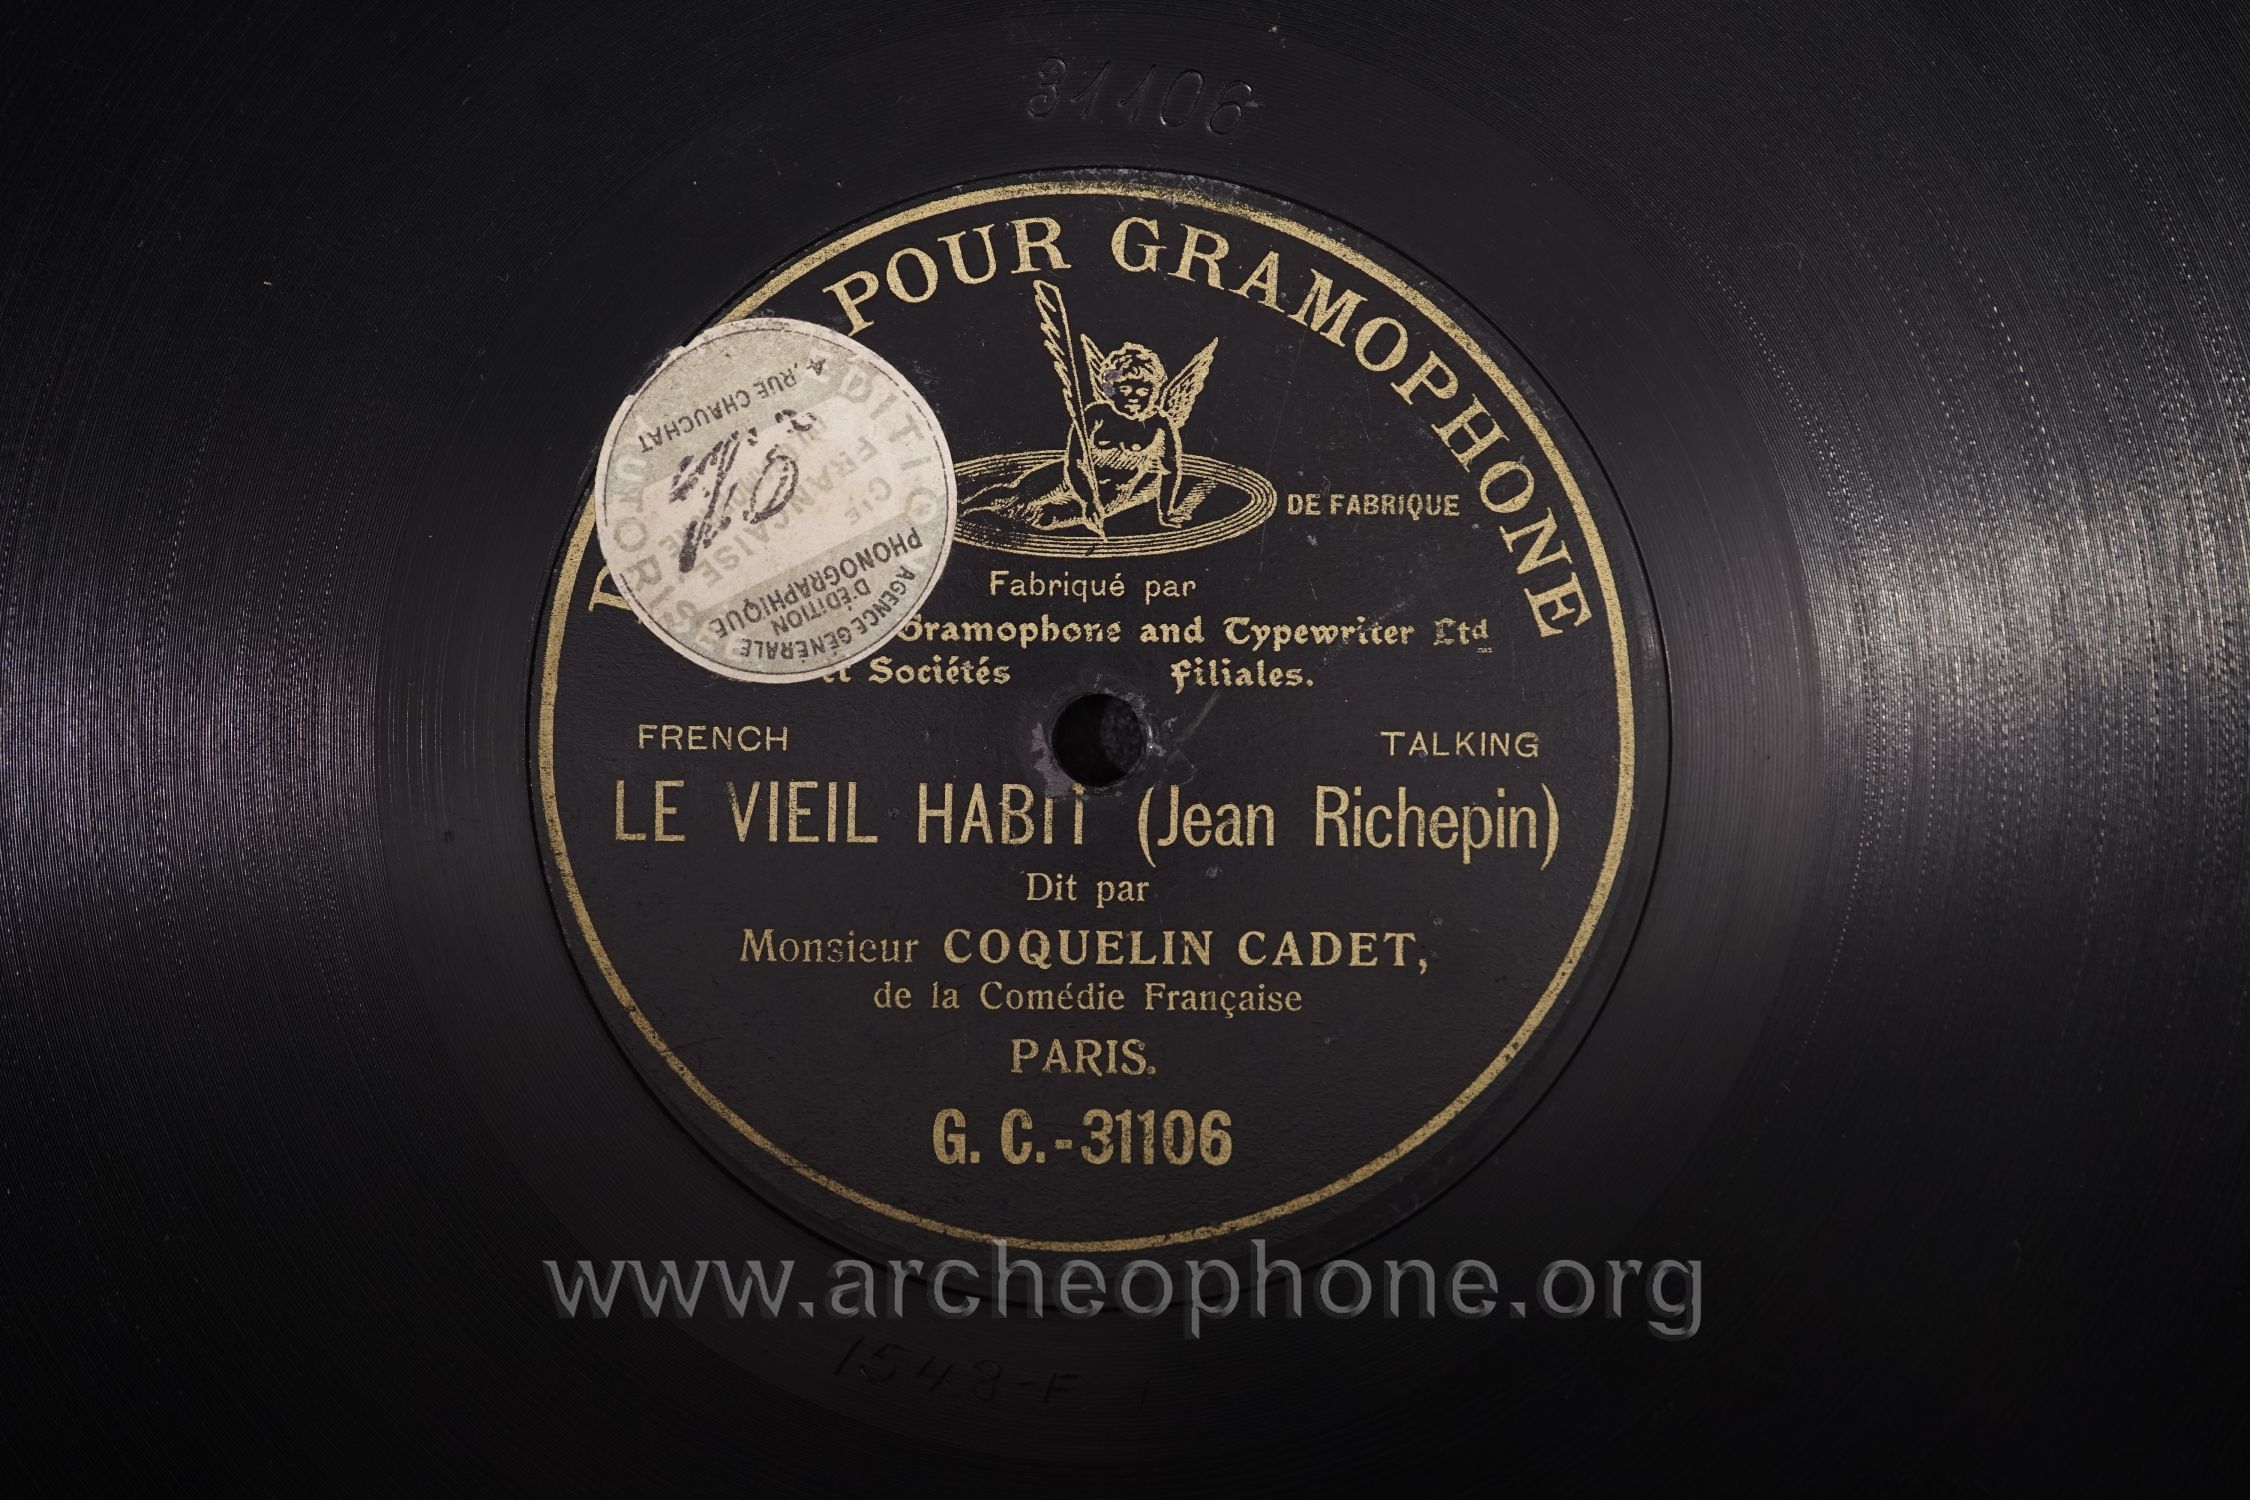 31106
POUR GRAMOPHONE
DE FABRIQUE
Fabriqué par
Gramophone and Typewriter Ltd
et Sociétés Filiales.
FRENCH TALKING
LE VIEIL HABIT (Jean Richepin)
Dit par
Monsieur COQUELIN CADET,
de la Comédie Française
PARIS.
G. C.-31106
AGENCE GÉNÉRALE
D'ÉDITION
PHONOGRAPHIQUE
4, RUE CHAUCHAT
www.archeophone.org
1548-F